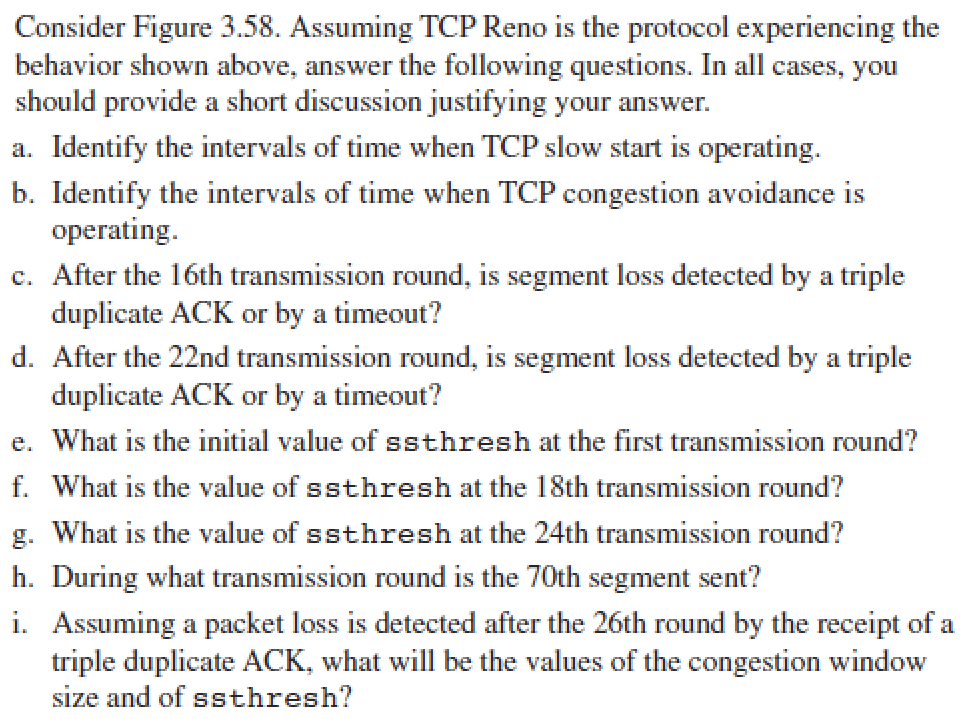 Consider Figure 3.58. Assuming TCP Reno is the protocol experiencing the
behavior shown above, answer the following questions. In all cases, you
should provide a short discussion justifying your answer.
a. Identify the intervals of time when TCP slow start is operating.
b. Identify the intervals of time when TCP congestion avoidance is
operating.
c. After the 16th transmission round, is segment loss detected by a triple
duplicate ACK or by a timeout?
d. After the 22nd transmission round, is segment loss detected by a triple
duplicate ACK or by a timeout?
e. What is the initial value of ssthresh at the first transmission round?
f. What is the value of ssthresh at the 18th transmission round?
g. What is the value of ssthresh at the 24th transmission round?
h. During what transmission round is the 70th segment sent?
i. Assuming a packet loss is detected after the 26th round by the receipt of a
triple duplicate ACK, what will be the values of the congestion window
size and of ssthresh?